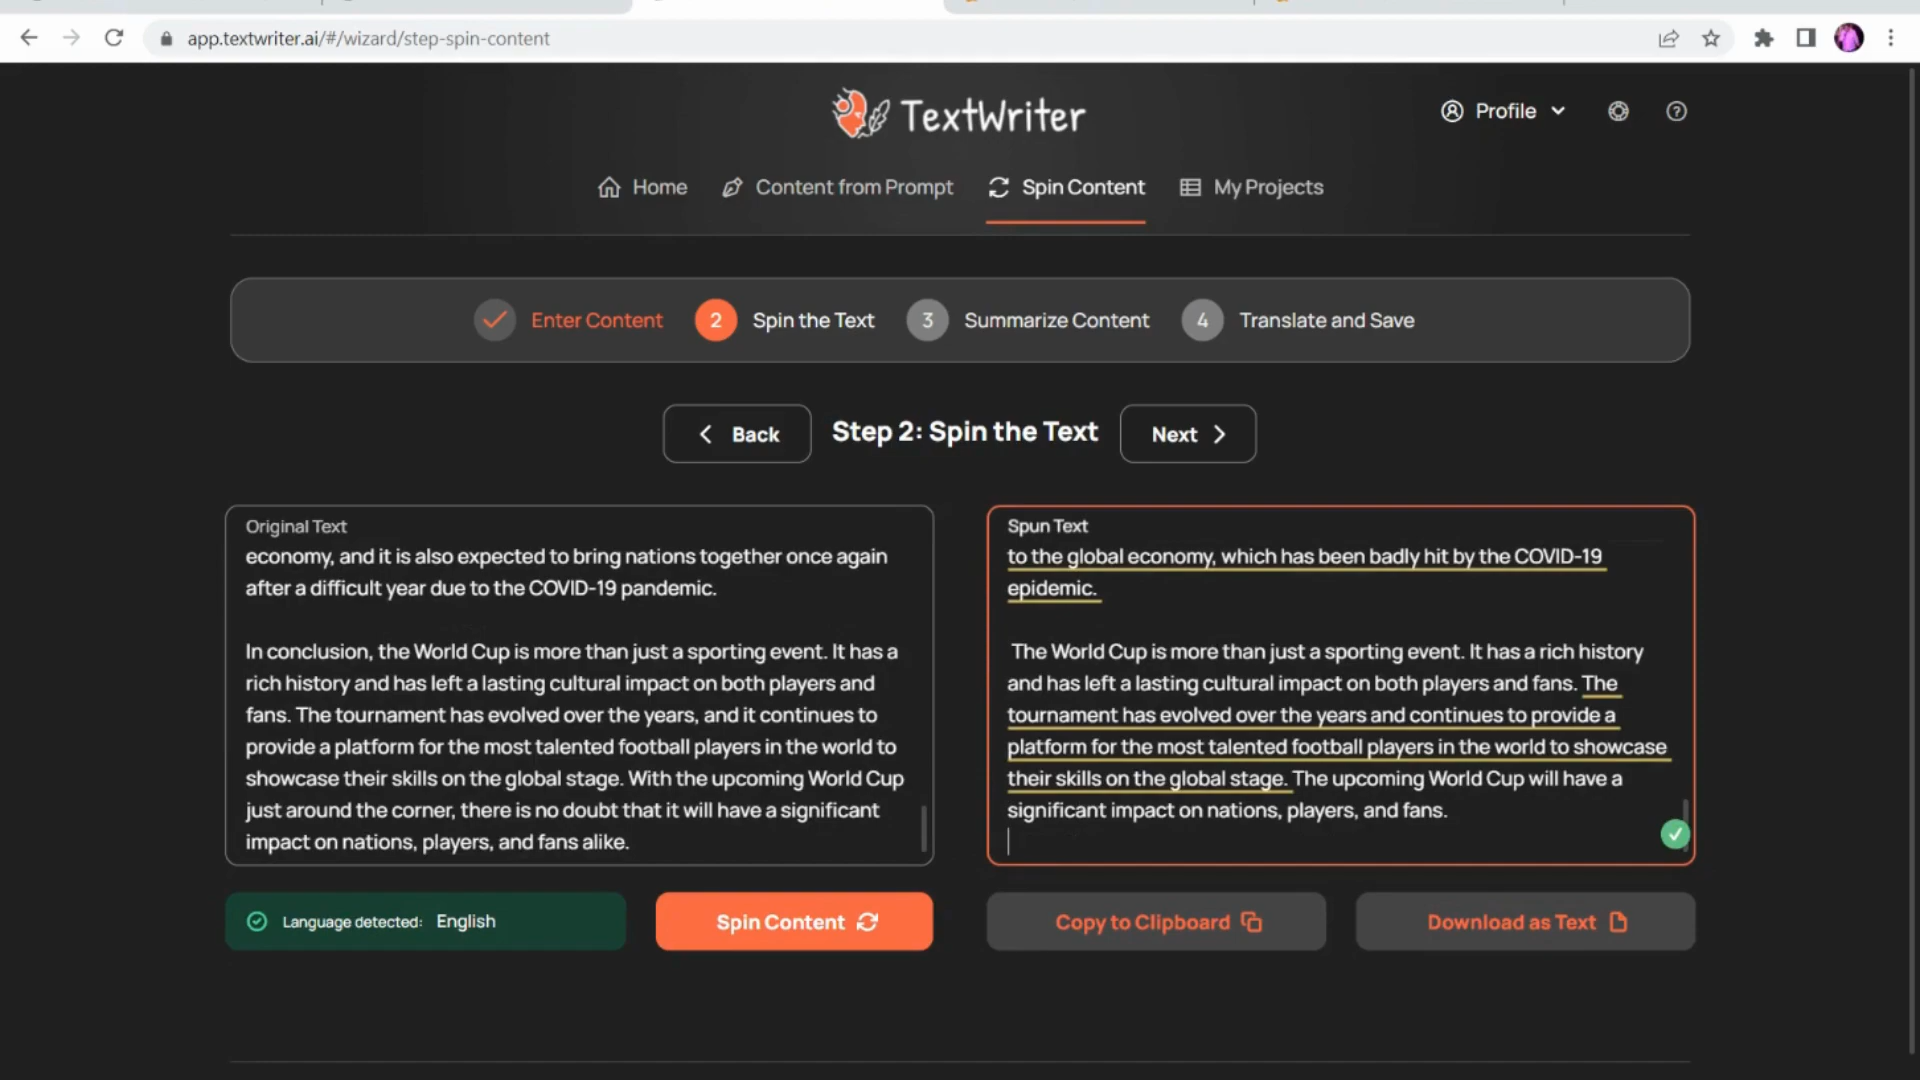 app.textwriter.ai/#/wizard/step-spin-content
TextWriter
Profile
Home
Content from Prompt
Spin Content
My Projects
Enter Content
2
Spin the Text
3
Summarize Content
4
Translate and Save
Back
Step 2: Spin the Text
Next
Original Text
economy, and it is also expected to bring nations together once again
after a difficult year due to the COVID-19 pandemic.
In conclusion, the World Cup is more than just a sporting event. It has a
rich history and has left a lasting cultural impact on both players and
fans. The tournament has evolved over the years, and it continues to
provide a platform for the most talented football players in the world to
showcase their skills on the global stage. With the upcoming World Cup
just around the corner, there is no doubt that it will have a significant
impact on nations, players, and fans alike.
Spun Text
to the global economy, which has been badly hit by the COVID-19
epidemic.
The World Cup is more than just a sporting event. It has a rich history
and has left a lasting cultural impact on both players and fans. The
tournament has evolved over the years and continues to provide a
platform for the most talented football players in the world to showcase
their skills on the global stage. The upcoming World Cup will have a
significant impact on nations, players, and fans.
Language detected: English
Spin Content
Copy to Clipboard
Download as Text